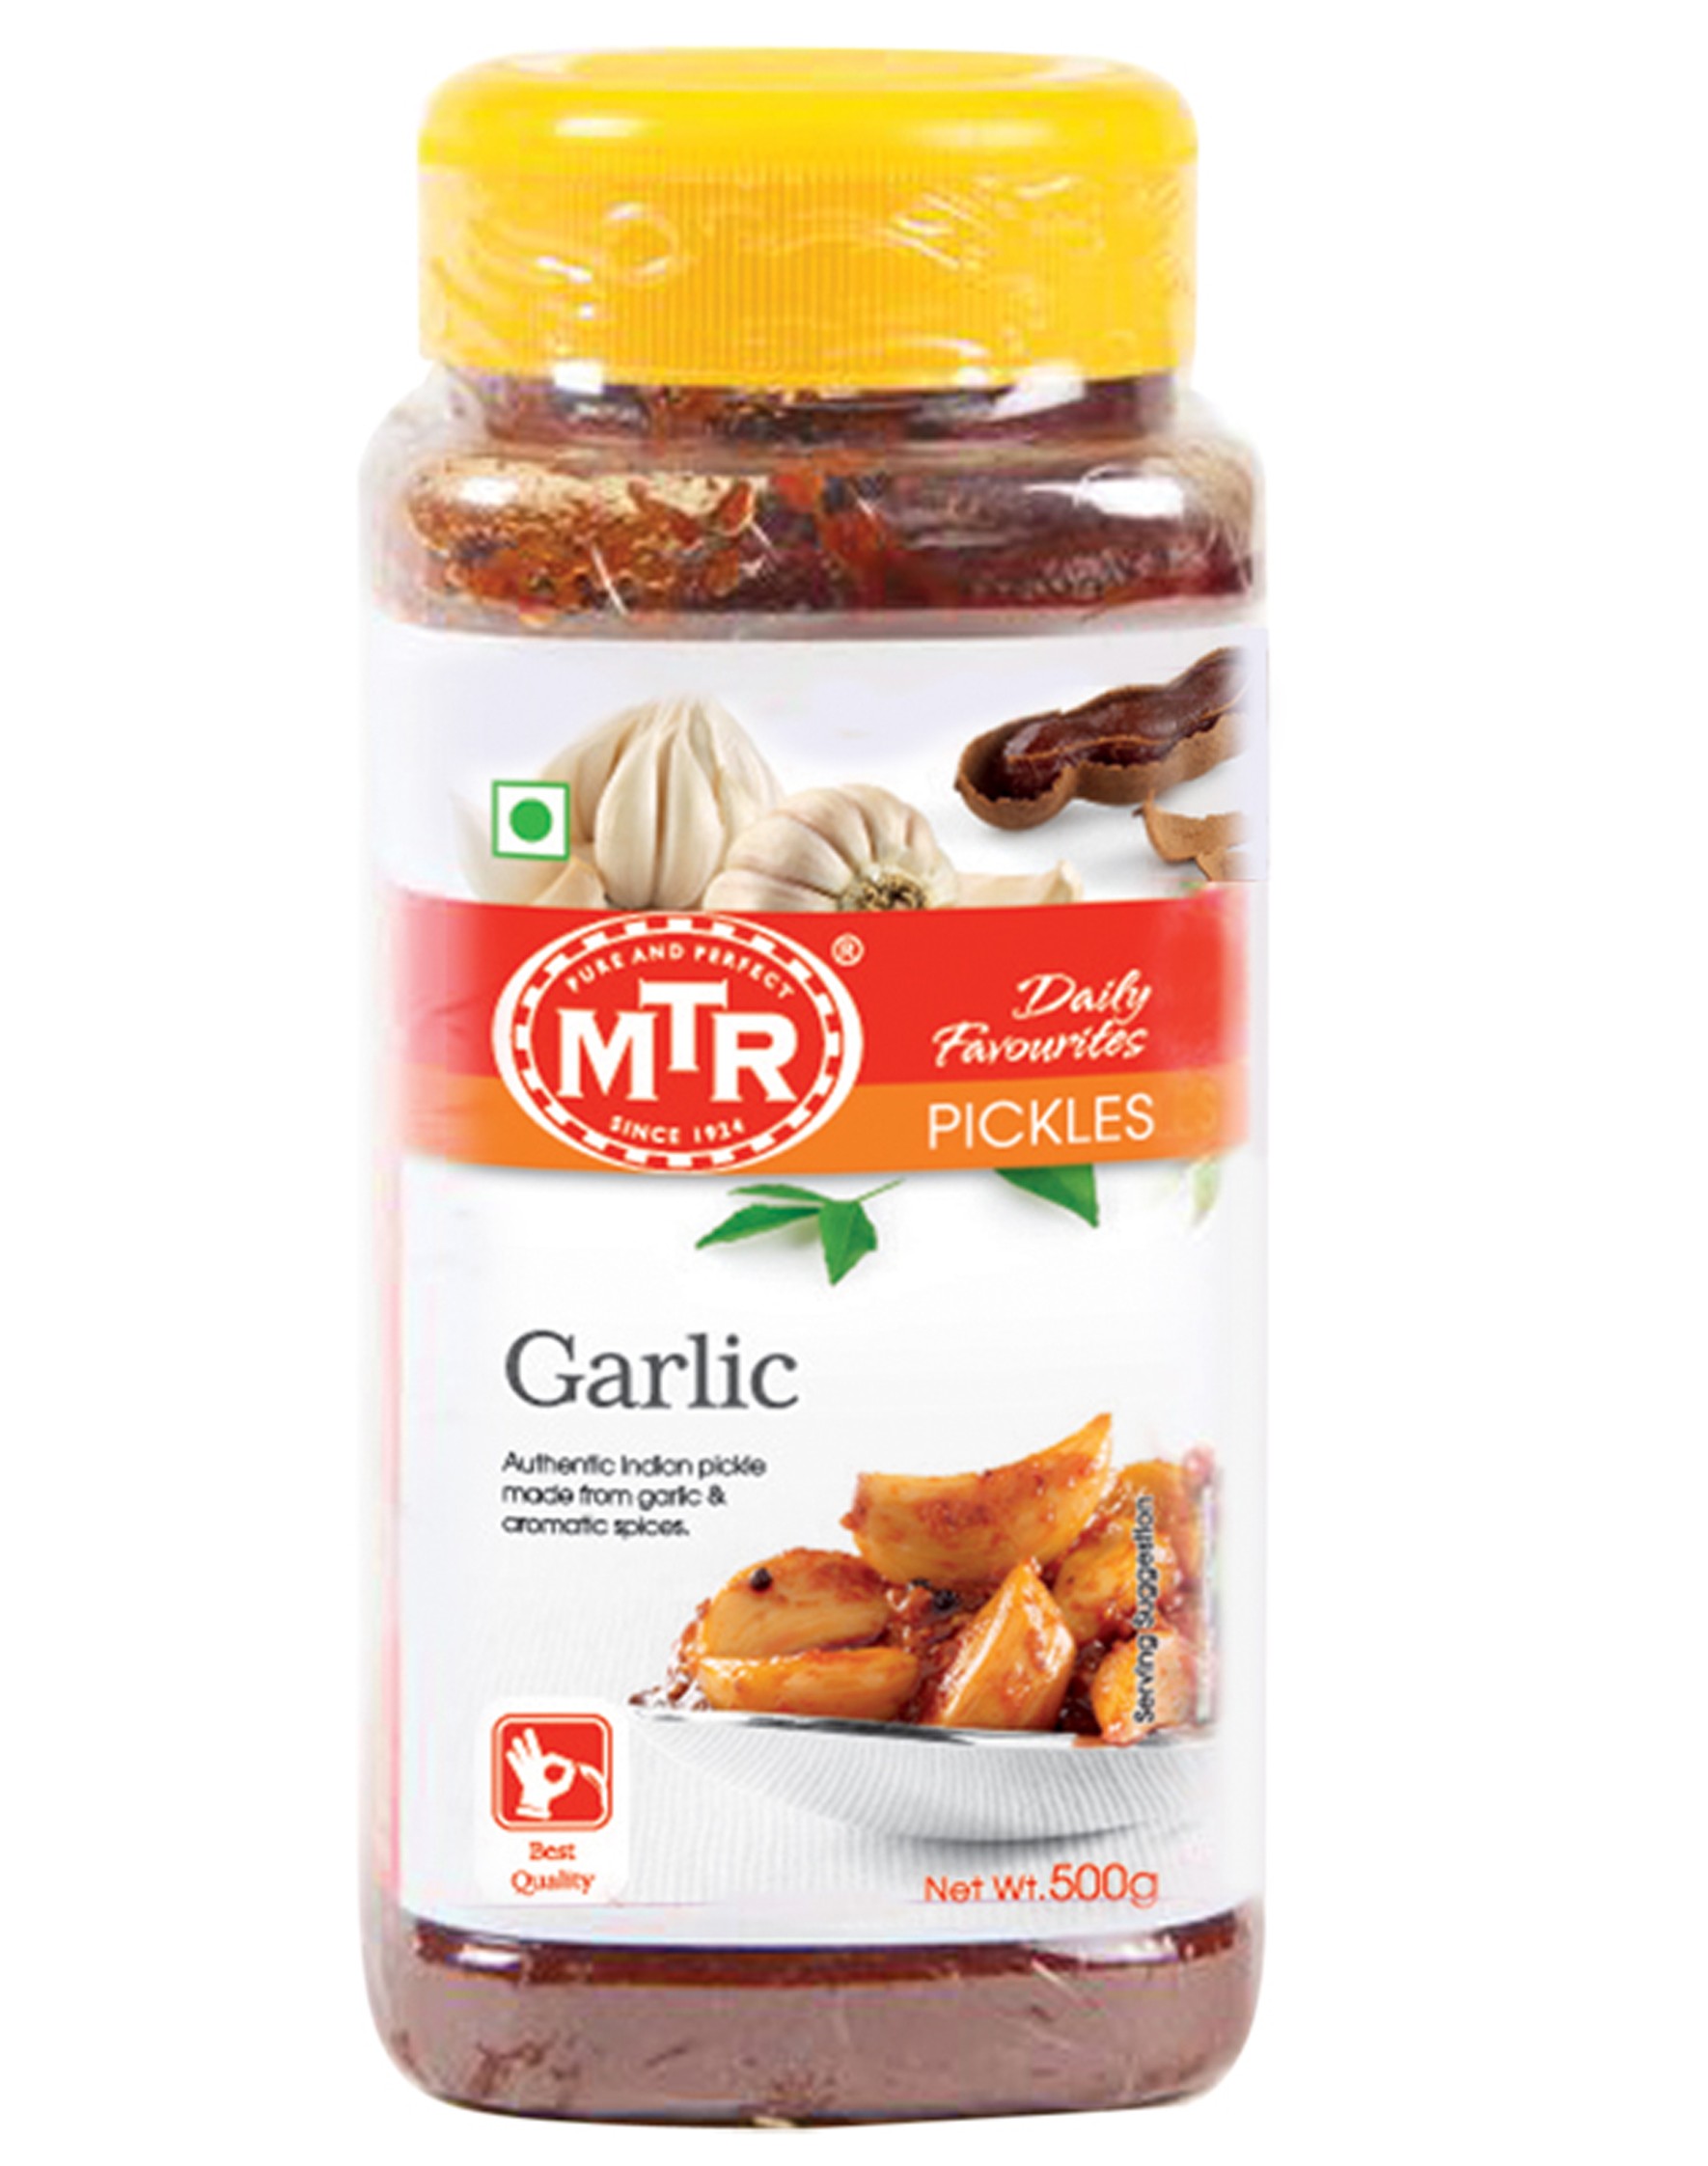 PURE AND PERFECT
MTR
®
SINCE 1924
Daily
Favourites
PICKLES
Garlic
Authentic Indian pickle
made from garlic &
aromatic spices.
Serving Suggestion
Best
Quality
Net Wt.500g